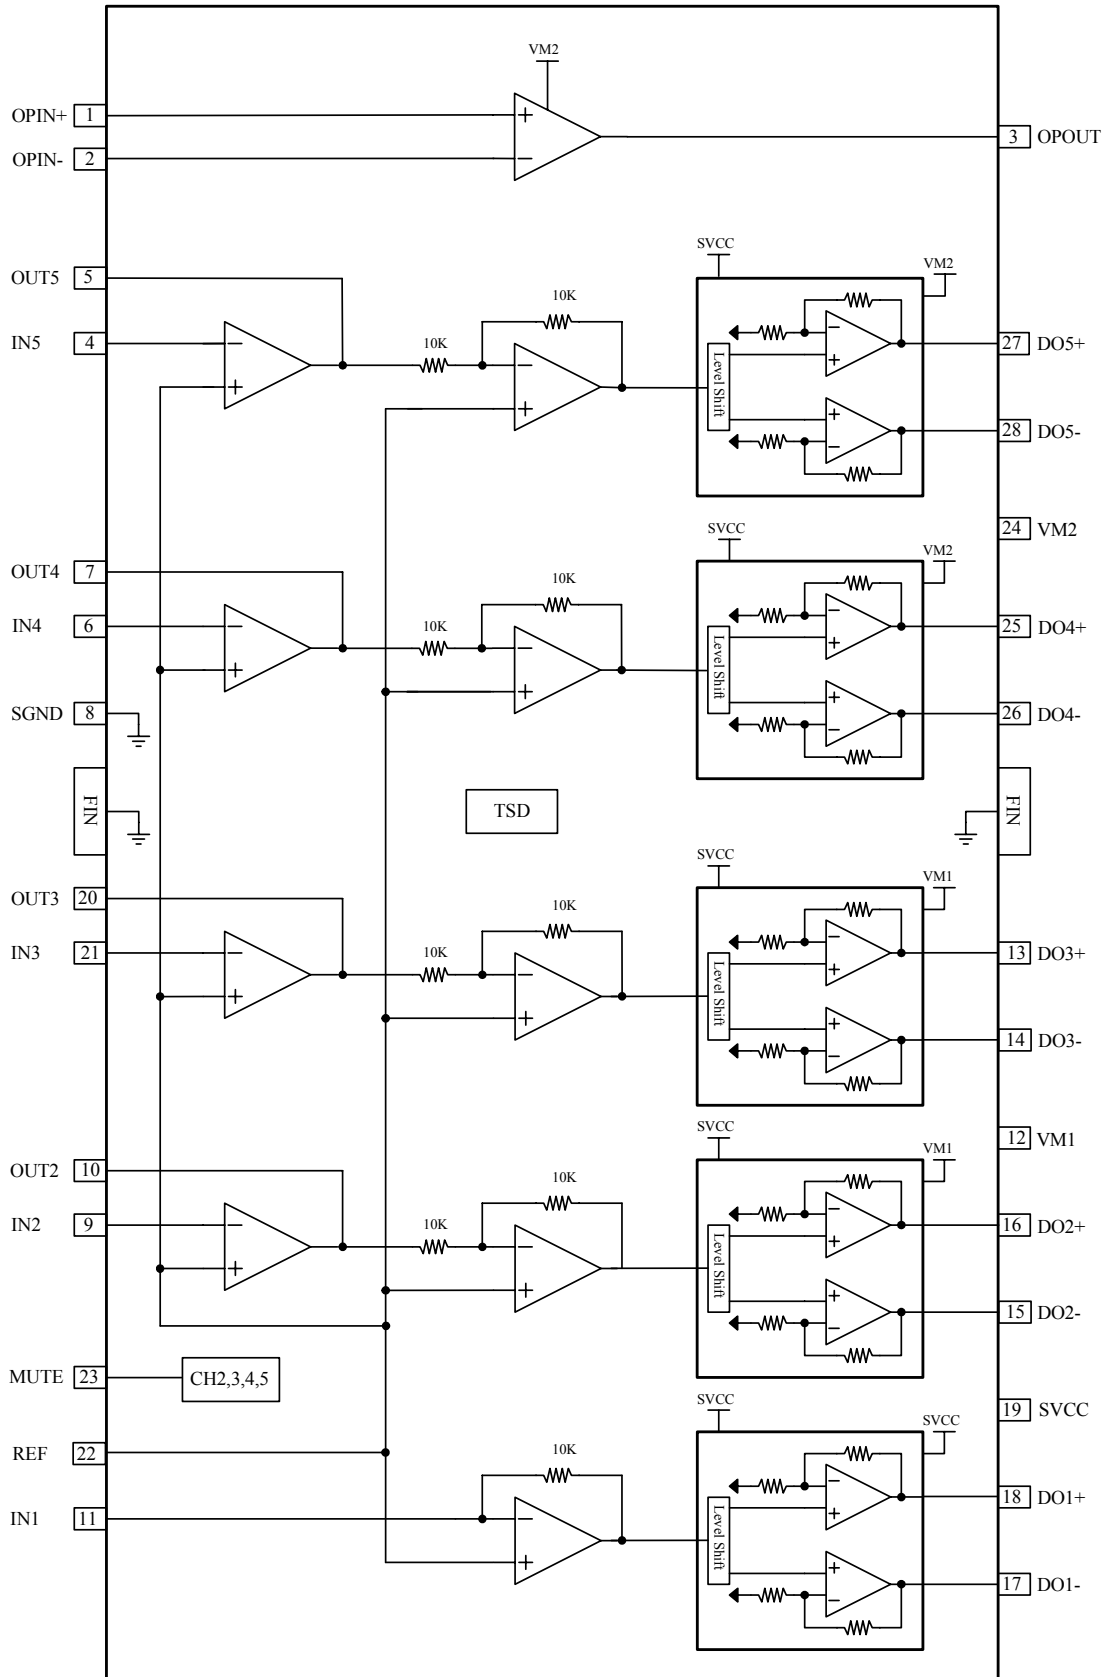 VM2
OPIN+ 1
OPIN- 2
3 OPOUT
OUT5 5
SVCC
VM2
10K
IN5 4
10K
Level Shift
27 DO5+
28 DO5-
24 VM2
SVCC
VM2
OUT4 7
10K
IN4 6
10K
Level Shift
25 DO4+
SGND 8
26 DO4-
FIN
TSD
FIN
SVCC
VM1
OUT3 20
10K
IN3 21
10K
Level Shift
13 DO3+
14 DO3-
SVCC
12 VM1
VM1
OUT2 10
10K
IN2 9
10K
Level Shift
16 DO2+
15 DO2-
MUTE 23
CH2,3,4,5
SVCC
19 SVCC
SVCC
REF 22
10K
18 DO1+
IN1 11
Level Shift
17 DO1-